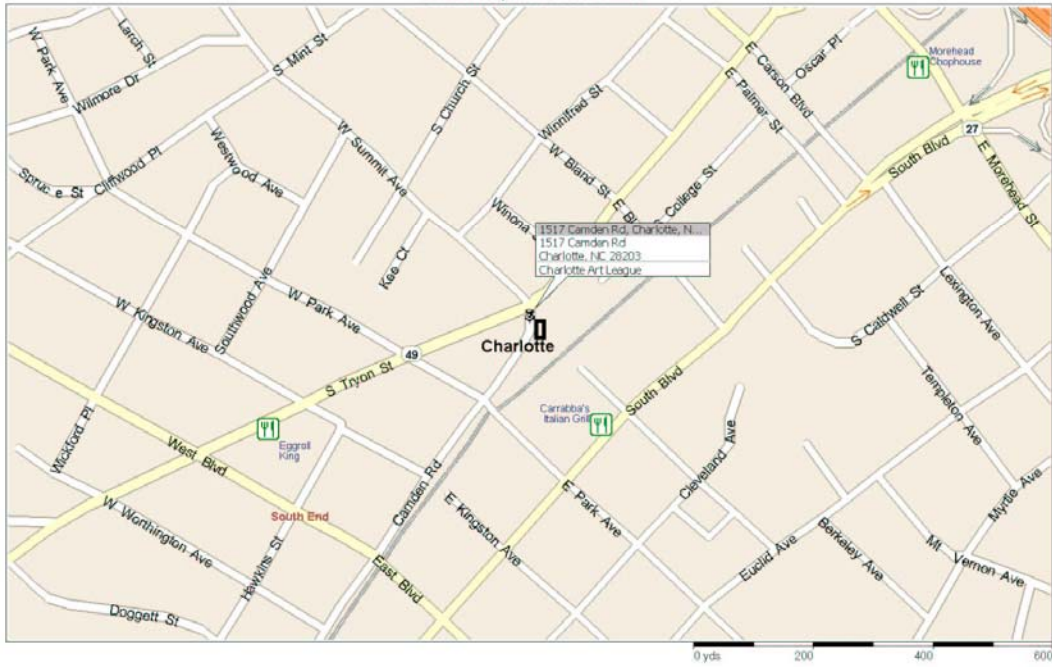 Larch St
W Park Ave
Wilmore Dr
S Mint St
S Church St
E Carson Blvd
Oscar Pl
E Palmer St
Morehead
Chophouse
27
South Blvd
E Morehead St
Winnifred St
W Bland St
S College St
W Summit Ave
Westwood Ave
Cliffwood Pl
Spruce St
Winona
E Bl
1517 Camden Rd, Charlotte, N...
1517 Camden Rd
Charlotte, NC 28203
Charlotte Art League
Kee Ct
Southwood Ave
W Park Ave
W Kingston Ave
Lexington Ave
S Caldwell St
Charlotte
49
S Tryon St
South Blvd
Templeton Ave
Carrabba's
Italian Grill
Eggroll
King
Wickford Pl
West Blvd
South End
Camden Rd
E Park Ave
Cleveland Ave
Myrtle Ave
W Worthington Ave
Hawkins St
E Kingston Ave
East Blvd
Euclid Ave
Berkeley Ave
Mt Vernon Ave
Doggett St
0 yds
200
400
600